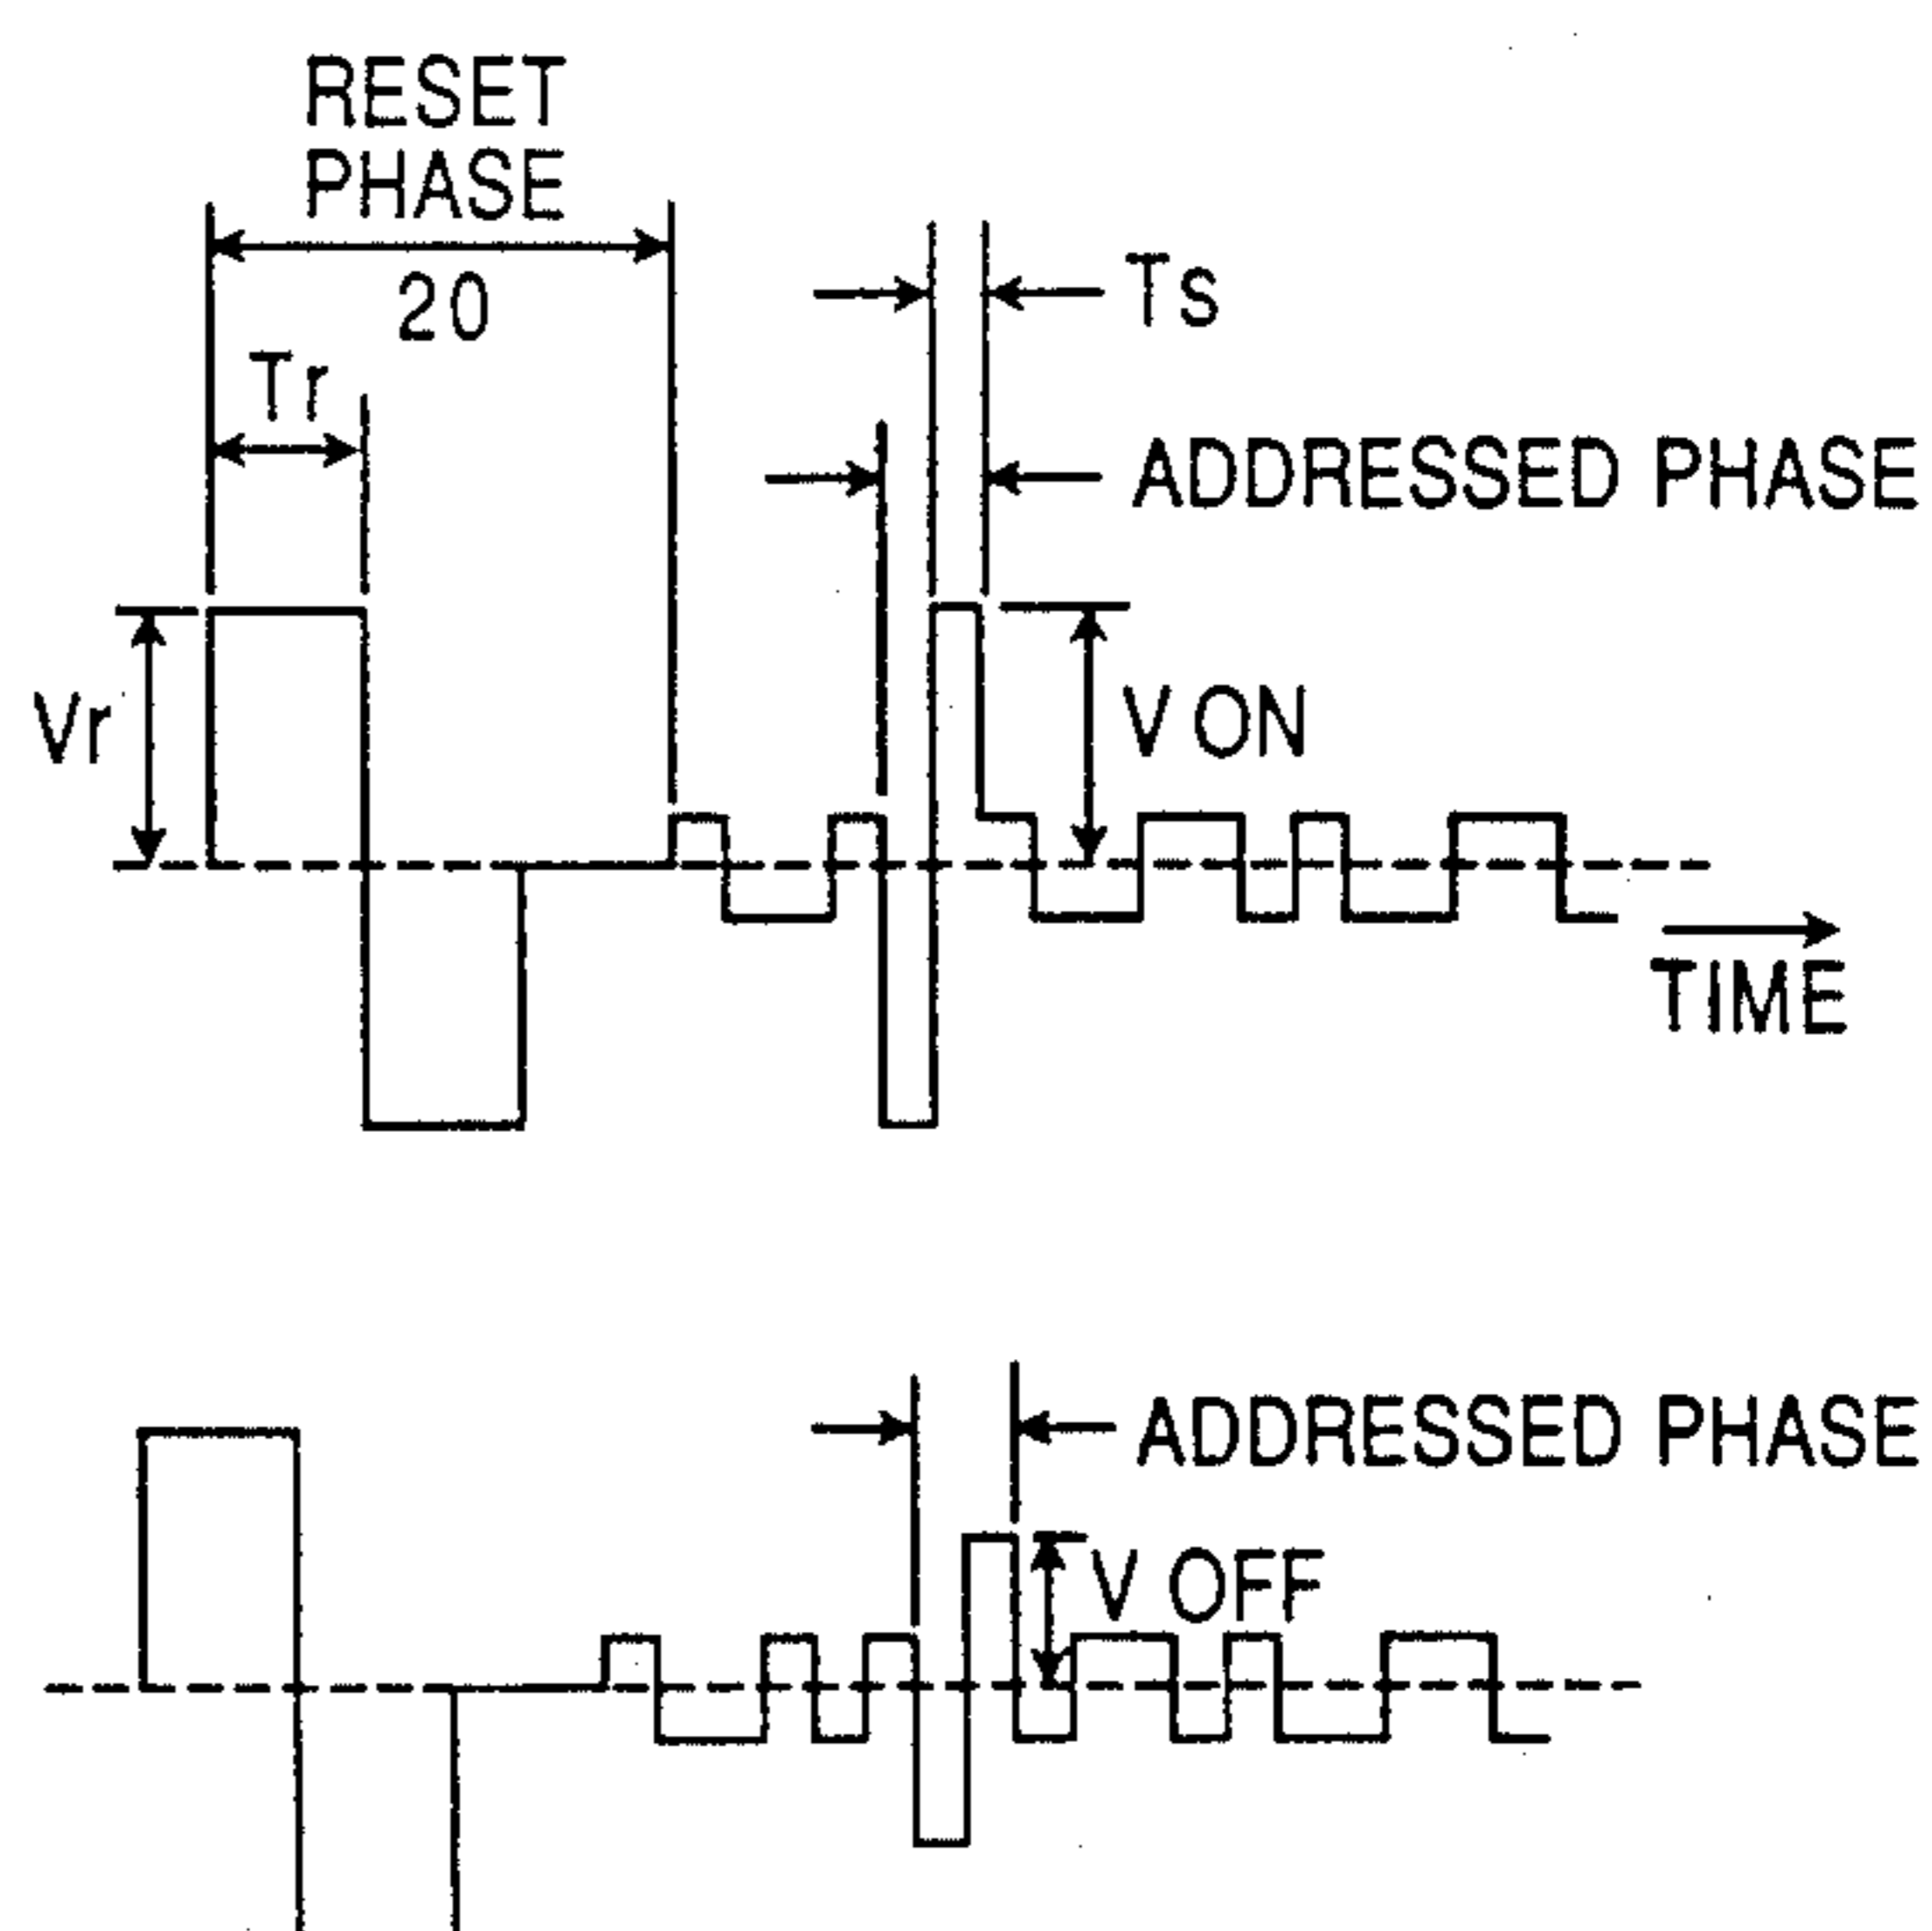 RESET
PHASE
20
Ts
Tr
ADDRESSED PHASE
Vr
V ON
TIME
ADDRESSED PHASE
V OFF